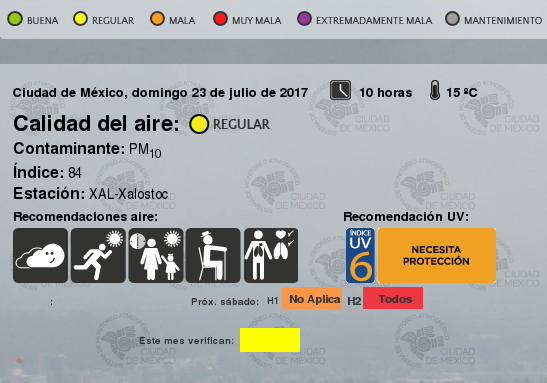 BUENA REGULAR MALA MUY MALA EXTREMADAMENTE MALA MANTENIMIENTO
Ciudad de México, domingo 23 de julio de 2017 10 horas 15 ºC
Calidad del aire: REGULAR
Contaminante: PM10
Índice: 84
Estación: XAL-Xalostoc
Recomendaciones aire: Recomendación UV:
ÍNDICE
UV
6
NECESITA
PROTECCIÓN
: Próx. sábado: H1 No Aplica H2 Todos
Este mes verifican:
CIUDAD
DE MÉXICO